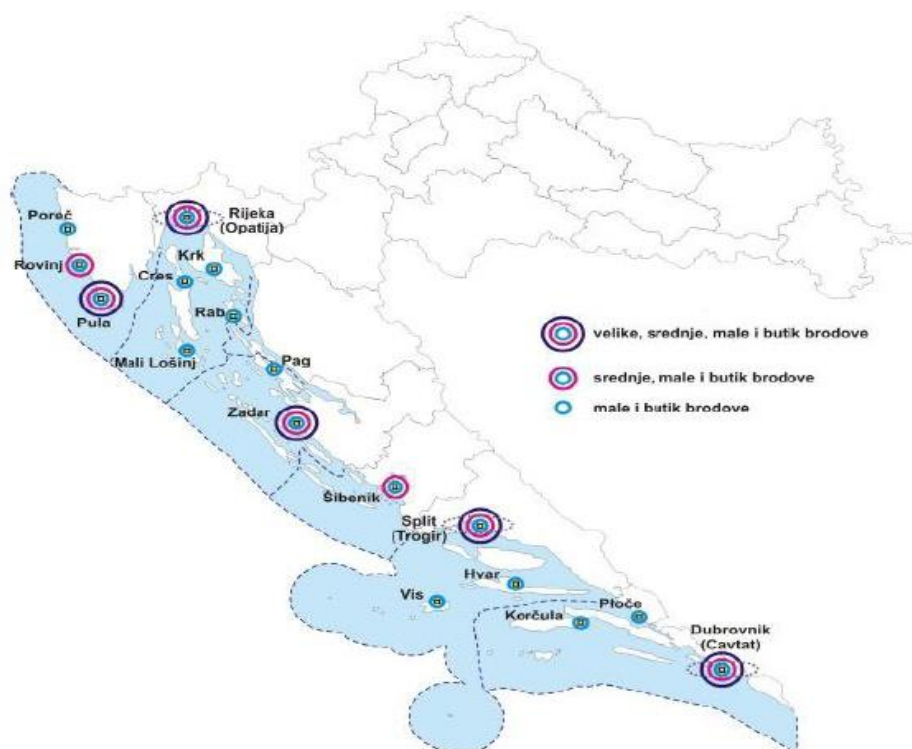 Poreč
Rijeka
(Opatija)
Rovinj
Krk
Cres
Pula
Rab
Mali Lošinj
Pag
velike, srednje, male i butik brodove
srednje, male i butik brodove
male i butik brodove
Zadar
Šibenik
Split
(Trogir)
Hvar
Vis
Korčula
Ploče
Dubrovnik
(Cavtat)